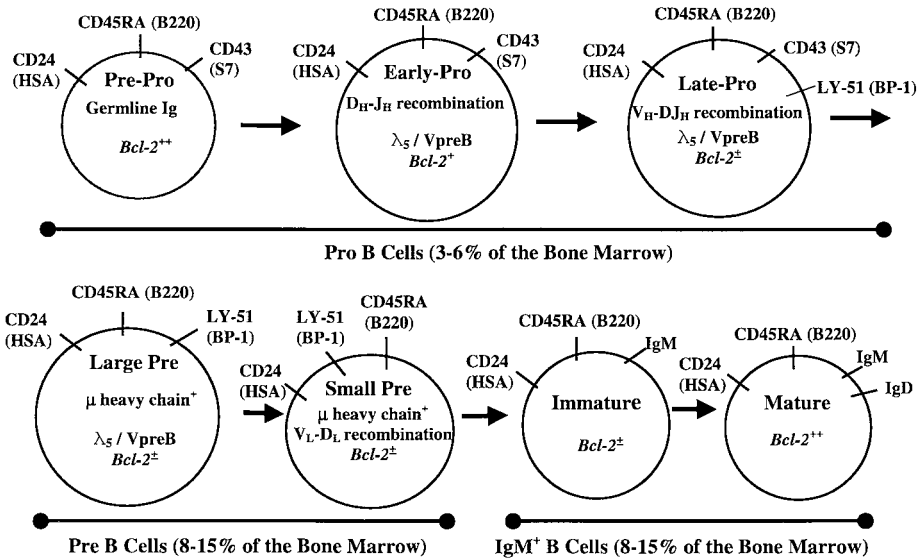 CD45RA (B220)
CD24
(HSA)
CD43
(S7)
Pre-Pro
Germline Ig
Bcl-2⁺⁺
CD45RA (B220)
CD24
(HSA)
CD43
(S7)
Early-Pro
D_H-J_H recombination
λ₅ / VpreB
Bcl-2⁺
CD45RA (B220)
CD24
(HSA)
CD43 (S7)
LY-51 (BP-1)
Late-Pro
V_H-DJ_H recombination
λ₅ / VpreB
Bcl-2±
Pro B Cells (3-6% of the Bone Marrow)
CD45RA (B220)
CD24
(HSA)
LY-51
(BP-1)
Large Pre
μ heavy chain⁺
λ₅ / VpreB
Bcl-2±
LY-51
(BP-1)
CD45RA
(B220)
CD24
(HSA)
Small Pre
μ heavy chain⁺
V_L-D_L recombination
Bcl-2±
CD45RA (B220)
IgM
CD24
(HSA)
Immature
Bcl-2±
CD45RA (B220)
IgM
CD24
(HSA)
IgD
Mature
Bcl-2⁺⁺
Pre B Cells (8-15% of the Bone Marrow)
IgM⁺ B Cells (8-15% of the Bone Marrow)